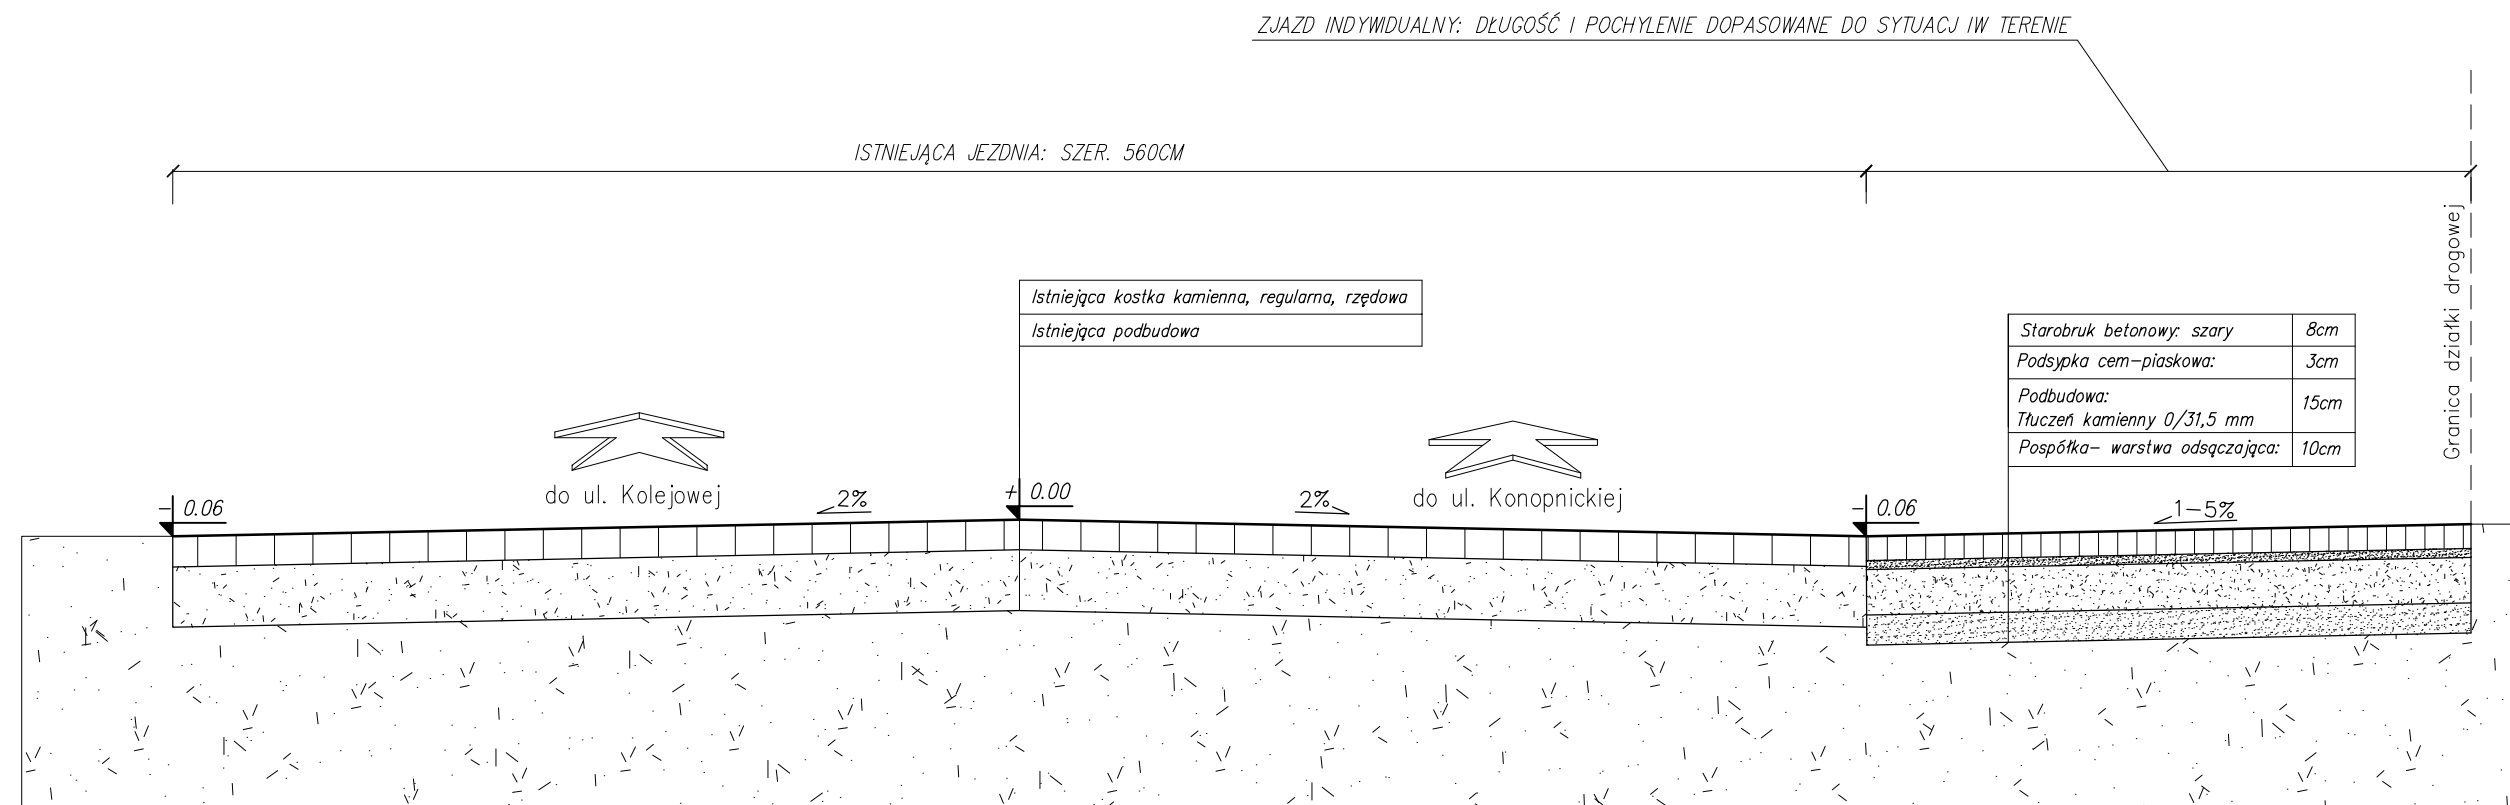 ZJAZD INDYWIDUALNY: DŁUGOŚĆ I POCHYLENIE DOPASOWANE DO SYTUACJ IW TERENIE
ISTNIEJĄCA JEZDNIA: SZER. 560CM
Granica działki drogowej
Istniejąca kostka kamienna, regularna, rzędowa
Istniejąca podbudowa
Starobruk betonowy: szary 8cm
Podsypka cem-piaskowa: 3cm
Podbudowa:
Tłuczeń kamienny 0/31,5 mm 15cm
Pospółka- warstwa odsączająca: 10cm
do ul. Kolejowej
do ul. Konopnickiej
- 0.06
2%
+ 0.00
2%
- 0.06
1-5%